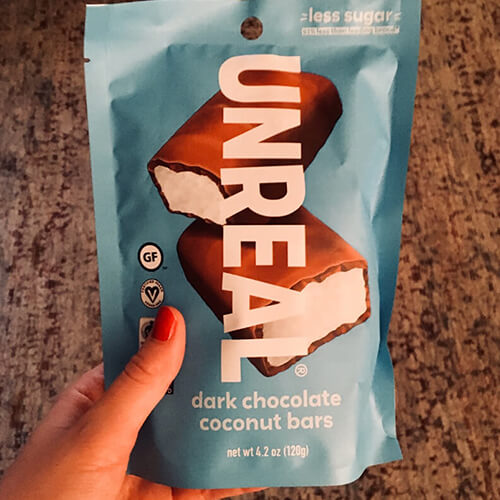 less sugar
UNREAL®
dark chocolate
coconut bars
net wt 4.2 oz (120g)
GF
V